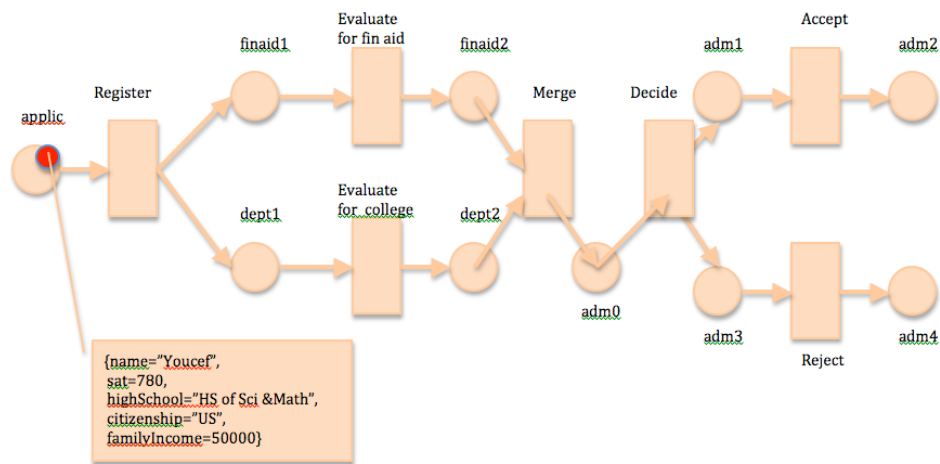 Evaluate
for fin aid
Accept
finaid1
finaid2
adm1
adm2
Register
Merge
Decide
applic
Evaluate
for college
dept1
dept2
adm0
adm3
adm4
Reject
{name=”Youcef”,
sat=780,
highSchool=”HS of Sci &Math”,
citizenship=”US”,
familyIncome=50000}